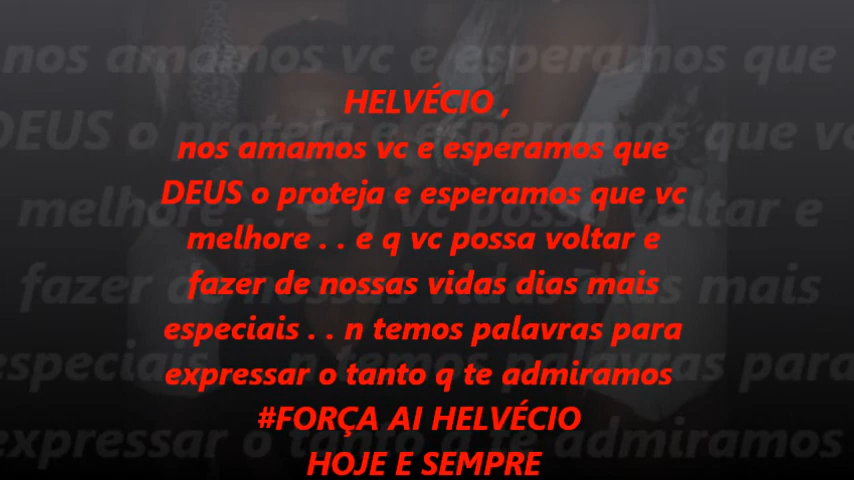 HELVÉCIO ,
nos amamos vc e esperamos que
DEUS o proteja e esperamos que vc
melhore . . e q vc possa voltar e
fazer de nossas vidas dias mais
especiais . . n temos palavras para
expressar o tanto q te admiramos
#FORÇA AI HELVÉCIO
HOJE E SEMPRE